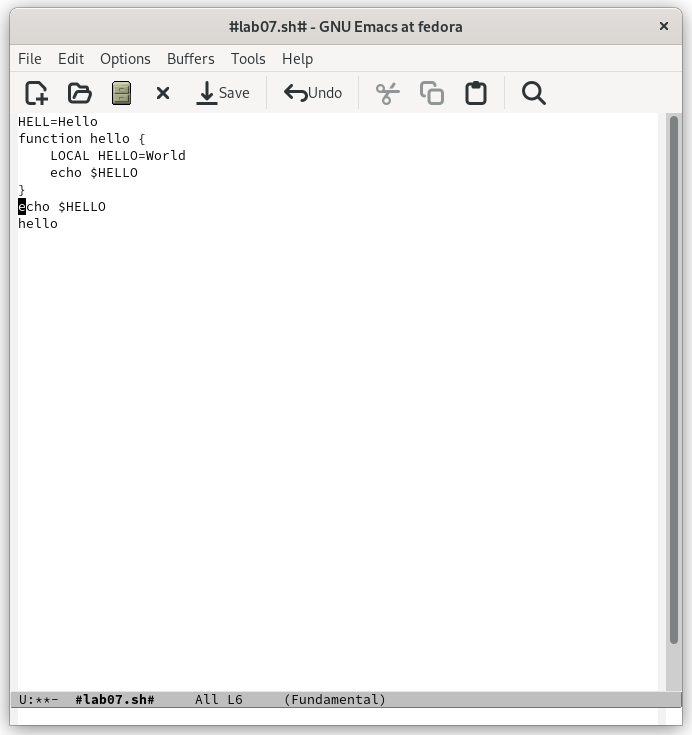 #lab07.sh# - GNU Emacs at fedora
File Edit Options Buffers Tools Help
Save Undo
HELL=Hello
function hello {
    LOCAL HELLO=World
    echo $HELLO
}
echo $HELLO
hello
U:**-  #lab07.sh#     All L6     (Fundamental)